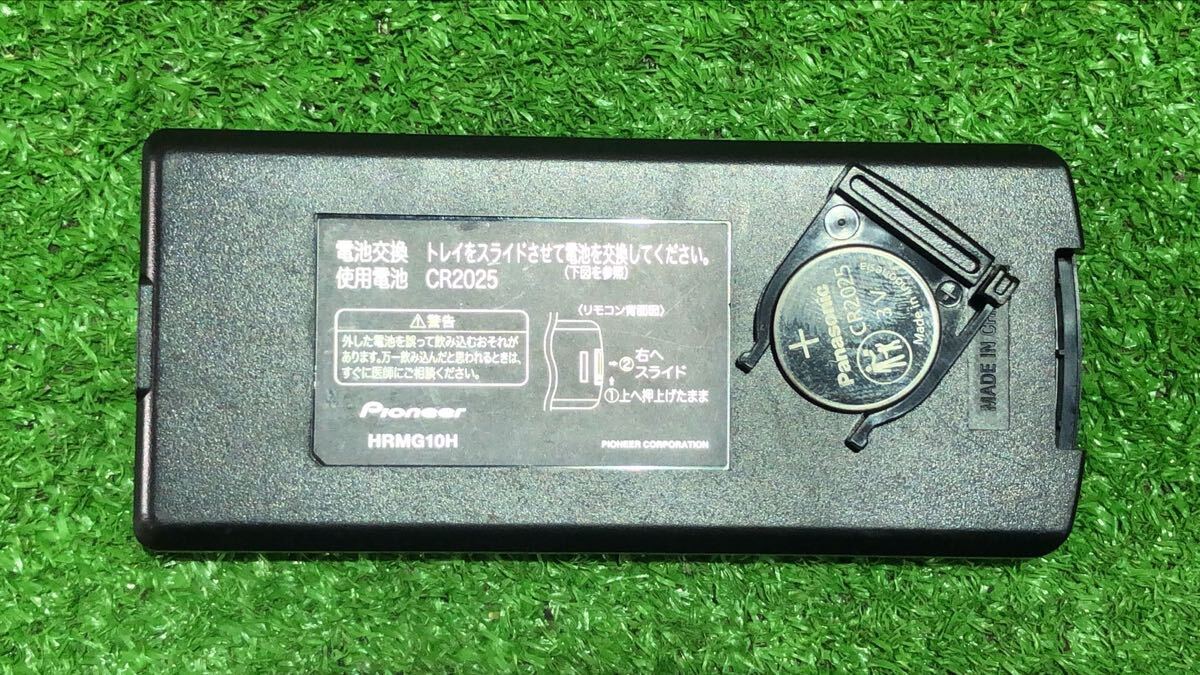 電池交換 トレイをスライドさせて電池を交換してください。
(下図を参照)
使用電池 CR2025
⚠警告
外した電池を誤って飲み込むおそれが
あります。万一飲み込んだと思われるときは、
すぐに医師にご相談ください。
〈リモコン背面図〉
→②右へ
スライド
↑
①上へ押上げたまま
Pioneer
HRMG10H
PIONEER CORPORATION
+
Panasonic
CR2025
3V
Made in Indonesia
+
MADE IN